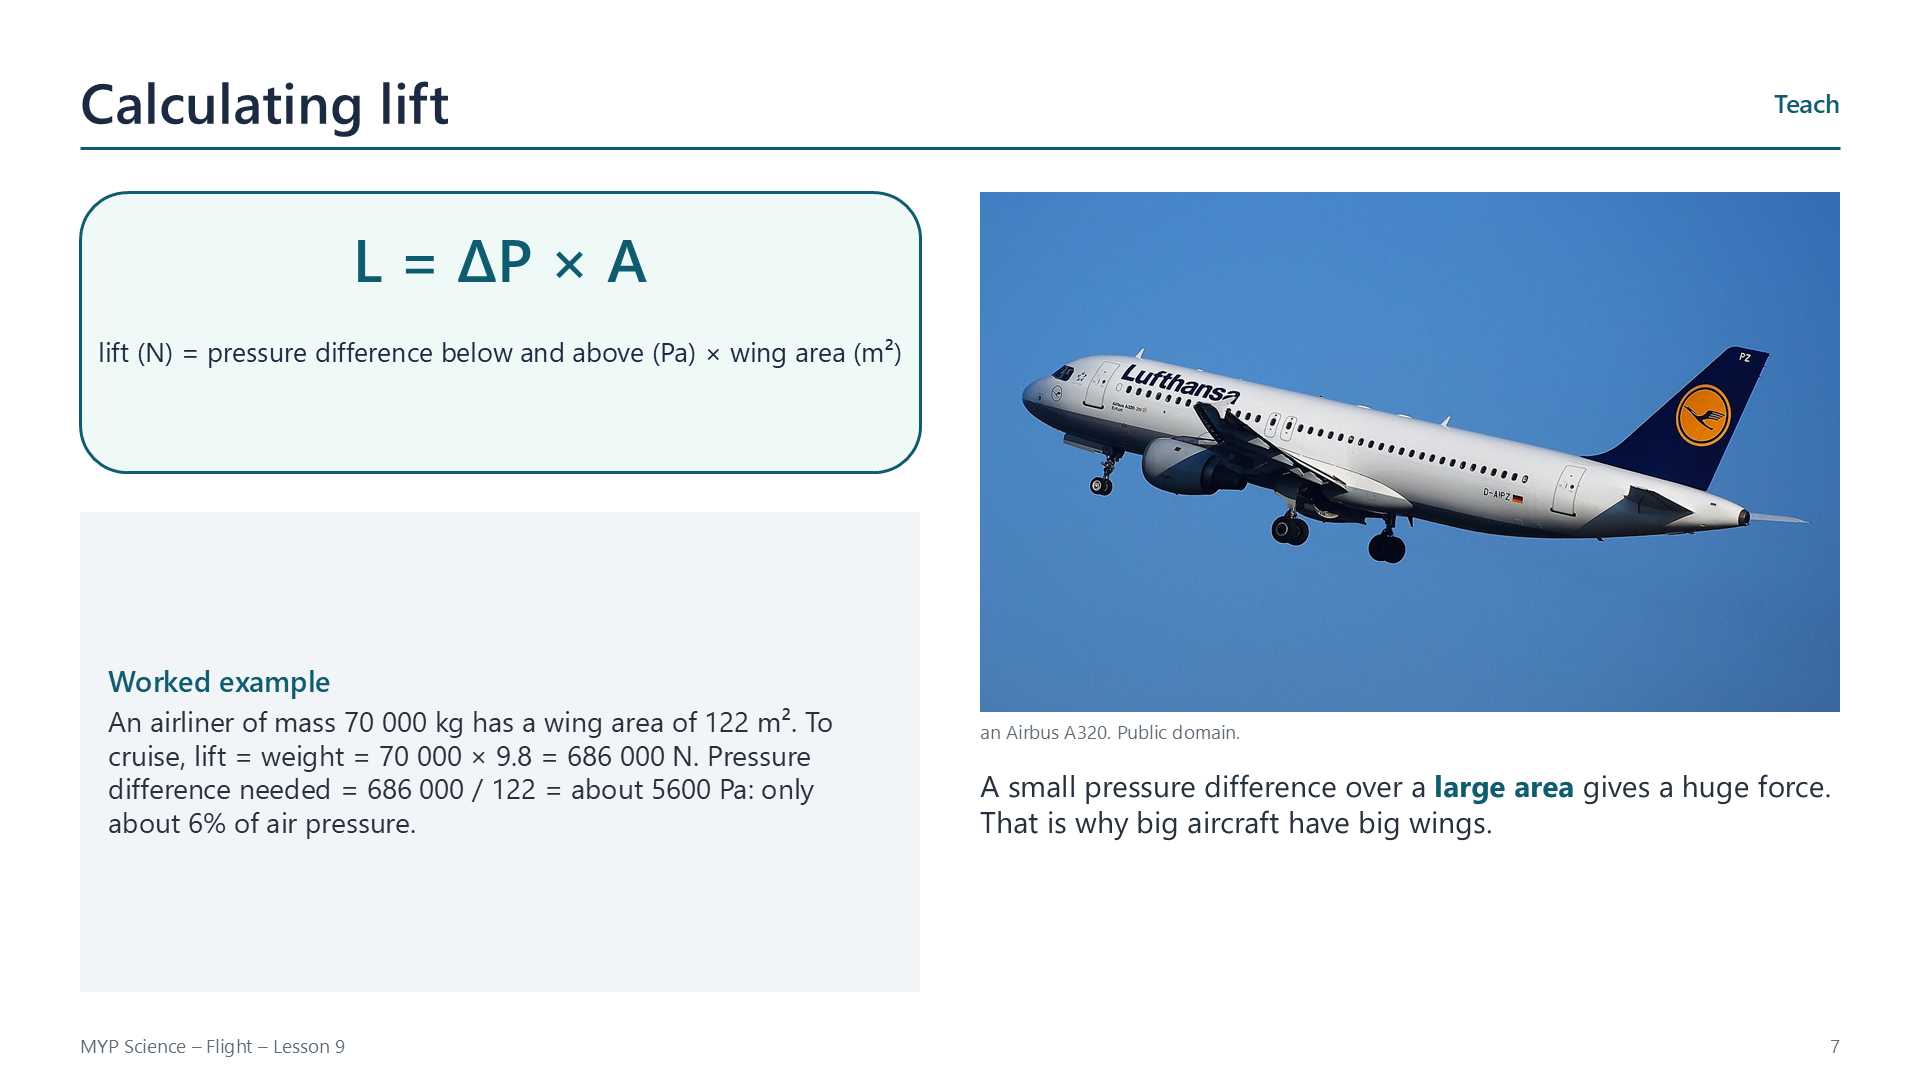 Calculating lift
Teach
L = ΔP × A
lift (N) = pressure difference below and above (Pa) × wing area (m²)
Worked example
An airliner of mass 70 000 kg has a wing area of 122 m². To
cruise, lift = weight = 70 000 × 9.8 = 686 000 N. Pressure
difference needed = 686 000 / 122 = about 5600 Pa: only
about 6% of air pressure.
Lufthansa
PZ
D-AIPZ
an Airbus A320. Public domain.
A small pressure difference over a large area gives a huge force.
That is why big aircraft have big wings.
MYP Science – Flight – Lesson 9
7